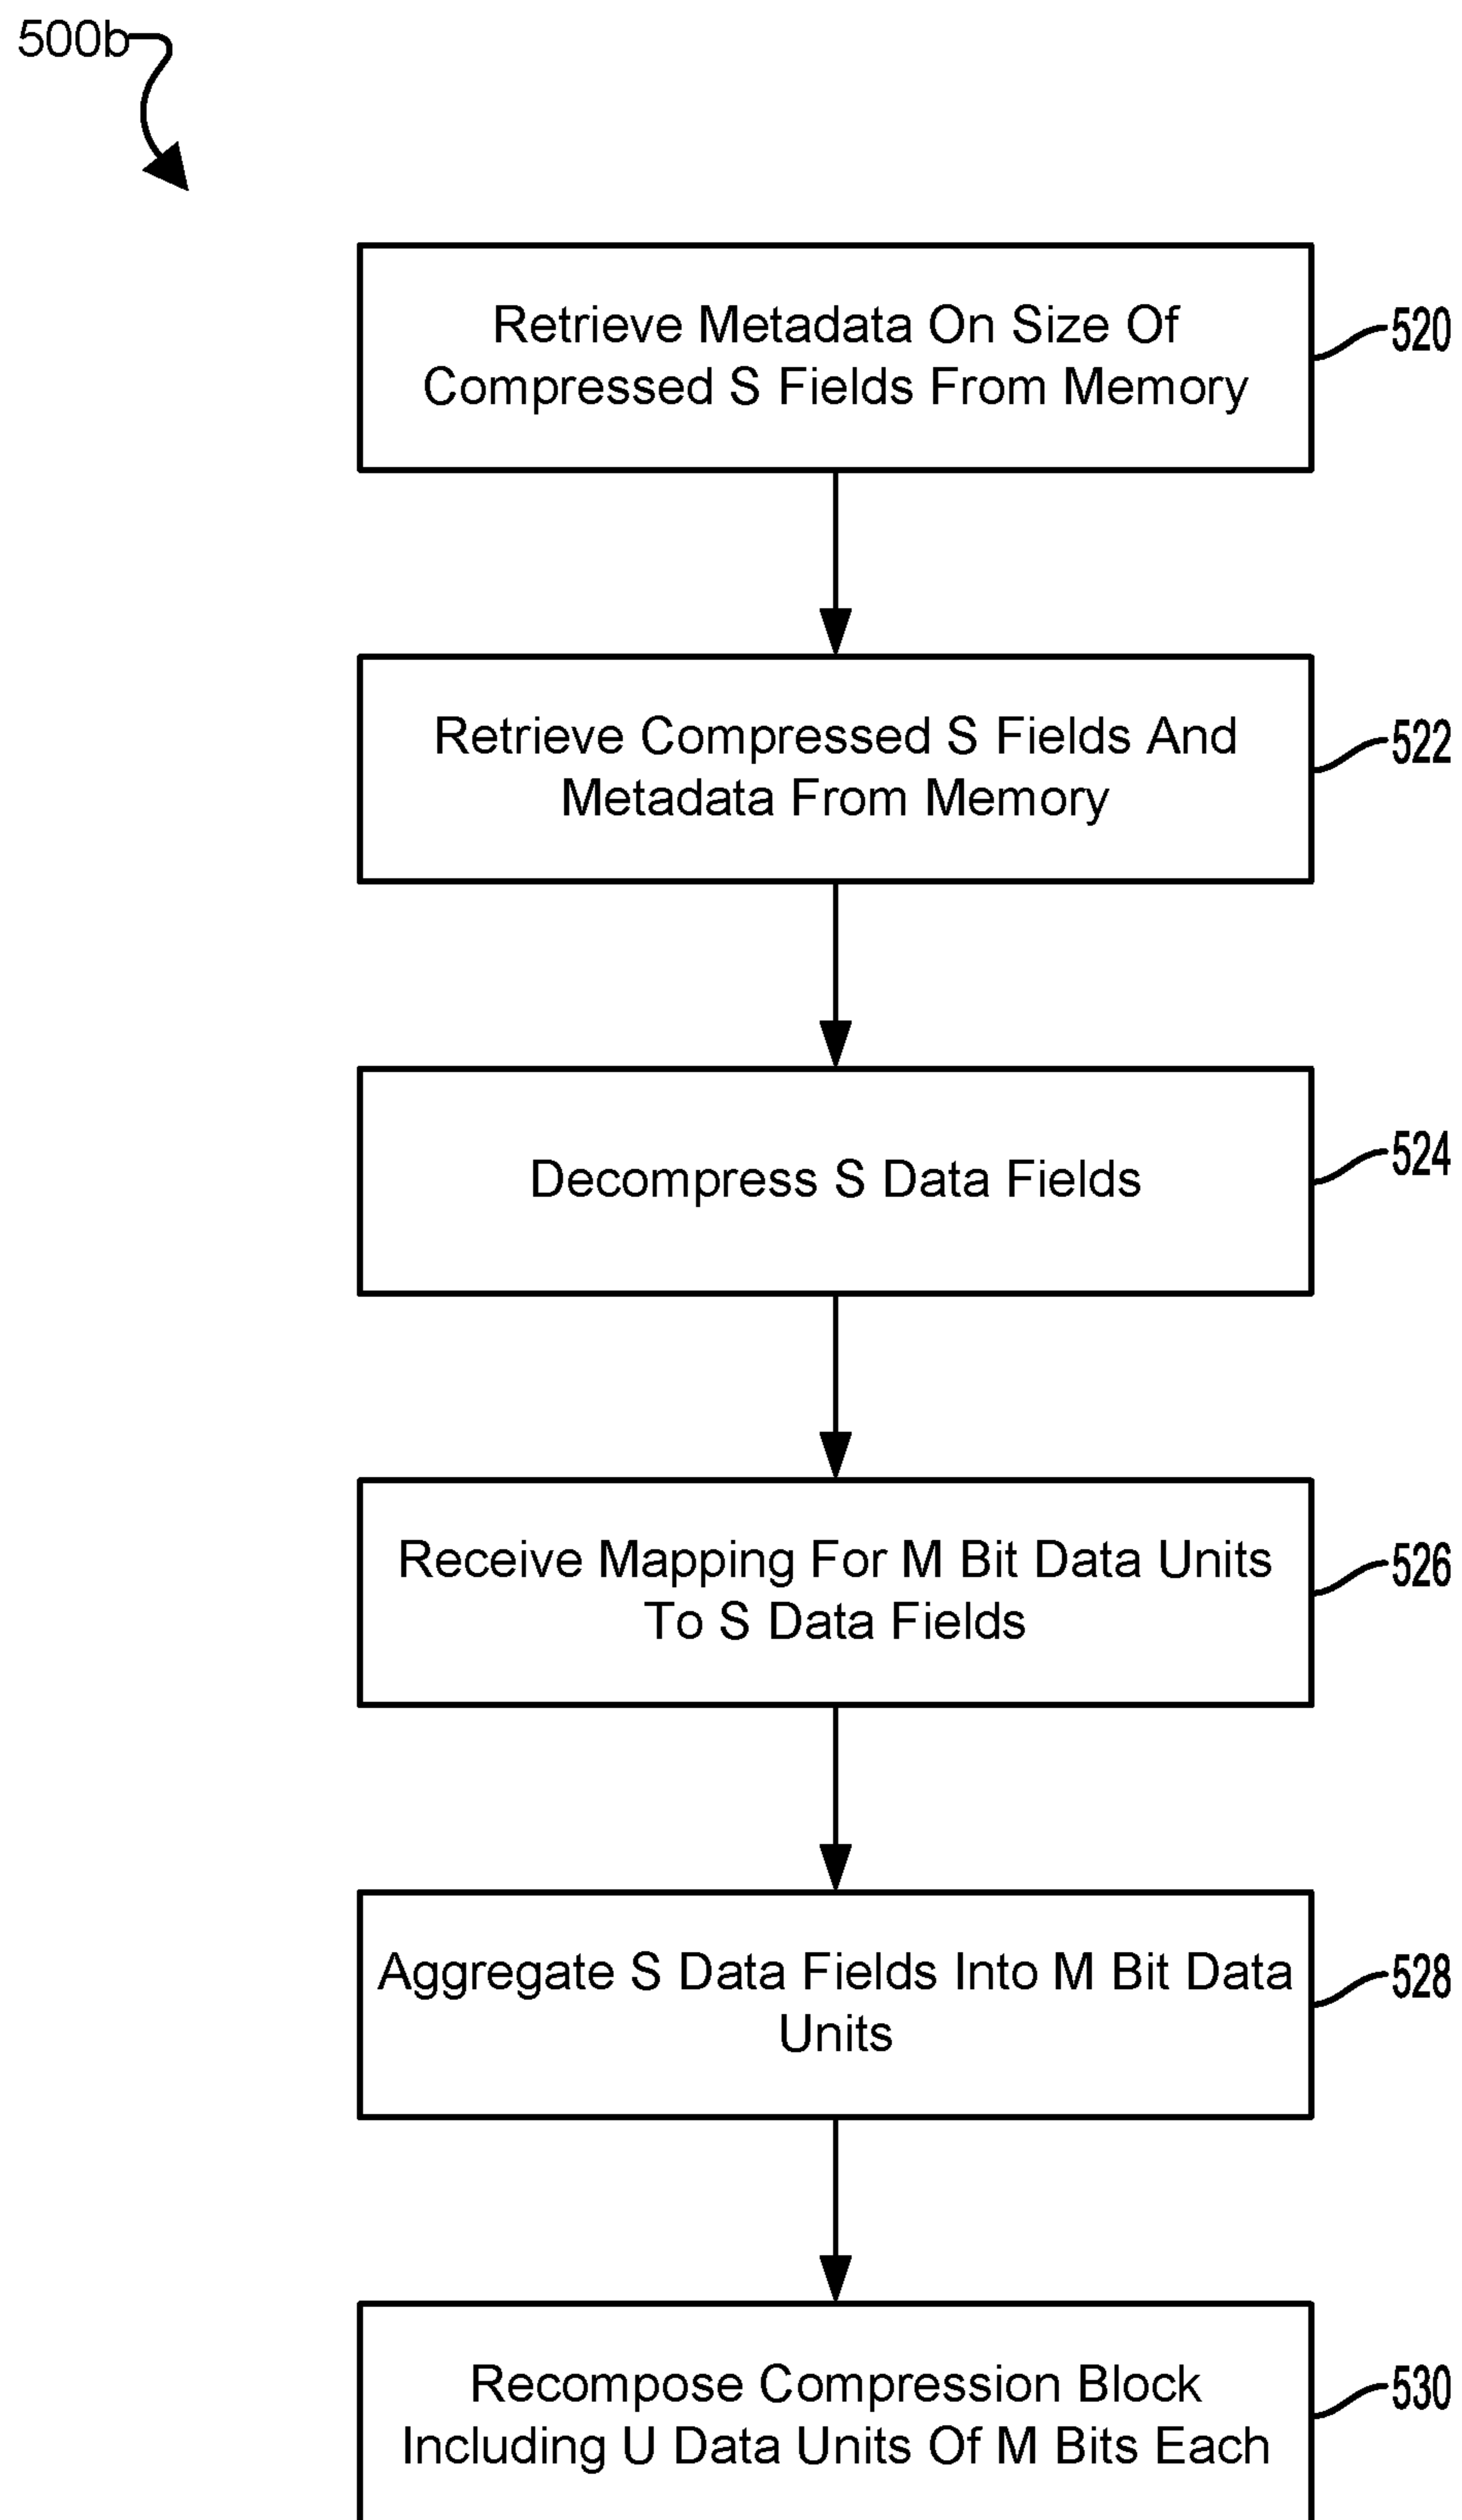 500b
Retrieve Metadata On Size Of
Compressed S Fields From Memory
520
Retrieve Compressed S Fields And
Metadata From Memory
522
Decompress S Data Fields
524
Receive Mapping For M Bit Data Units
To S Data Fields
526
Aggregate S Data Fields Into M Bit Data
Units
528
Recompose Compression Block
Including U Data Units Of M Bits Each
530